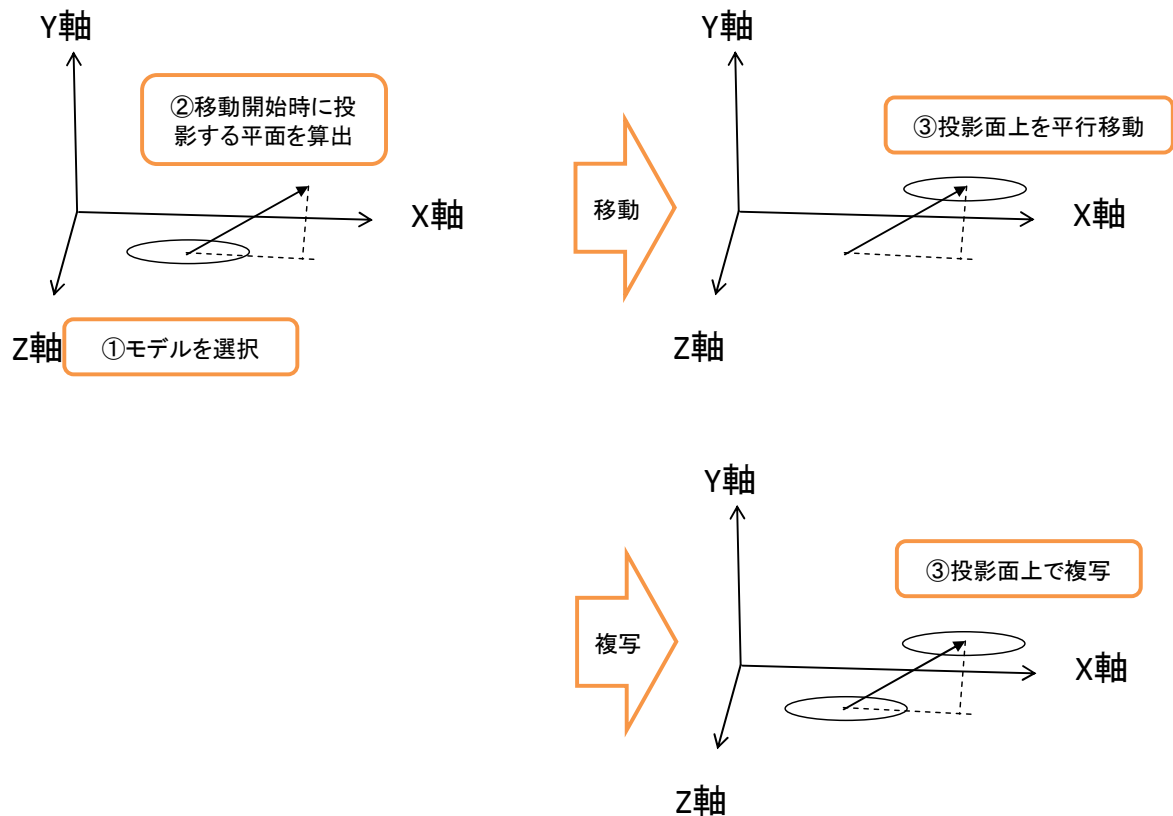 Y軸
②移動開始時に投
影する平面を算出
X軸
Z軸
①モデルを選択
移動
Y軸
③投影面上を平行移動
X軸
Z軸
複写
Y軸
③投影面上で複写
X軸
Z軸